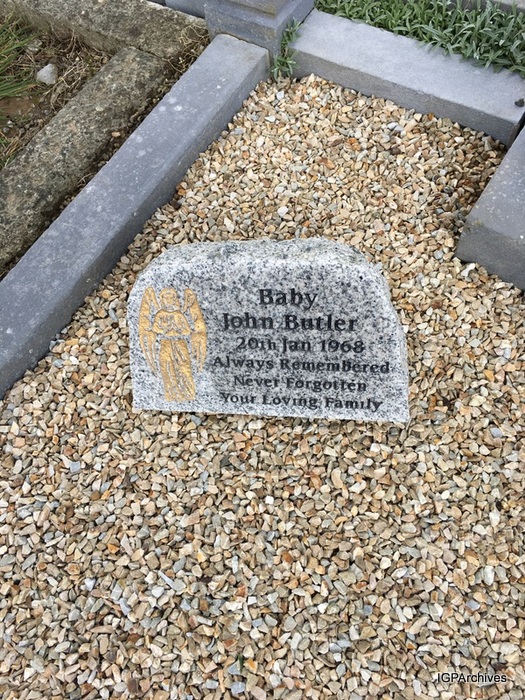 Baby
John Butler
20th Jan 1968
Always Remembered
Never Forgotten
Your Loving Family
IGPArchives